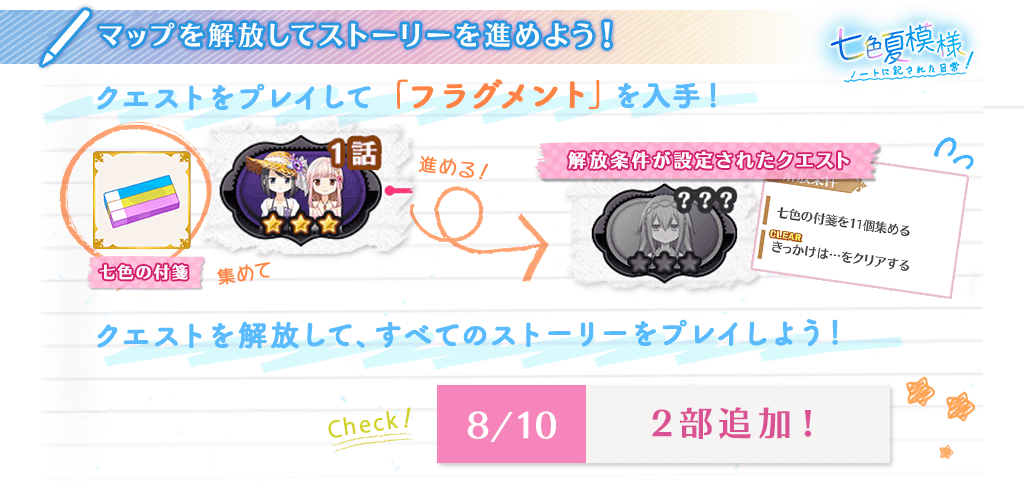 マップを解放してストーリーを進めよう！
七色夏模様
ノートに記された日常！
クエストをプレイして「フラグメント」を入手！
1話
進める！
解放条件が設定されたクエスト
？？？
解放条件
七色の付箋を11個集める
CLEAR
きっかけは…をクリアする
七色の付箋
集めて
クエストを解放して、すべてのストーリーをプレイしよう！
Check!
8/10
2部追加！